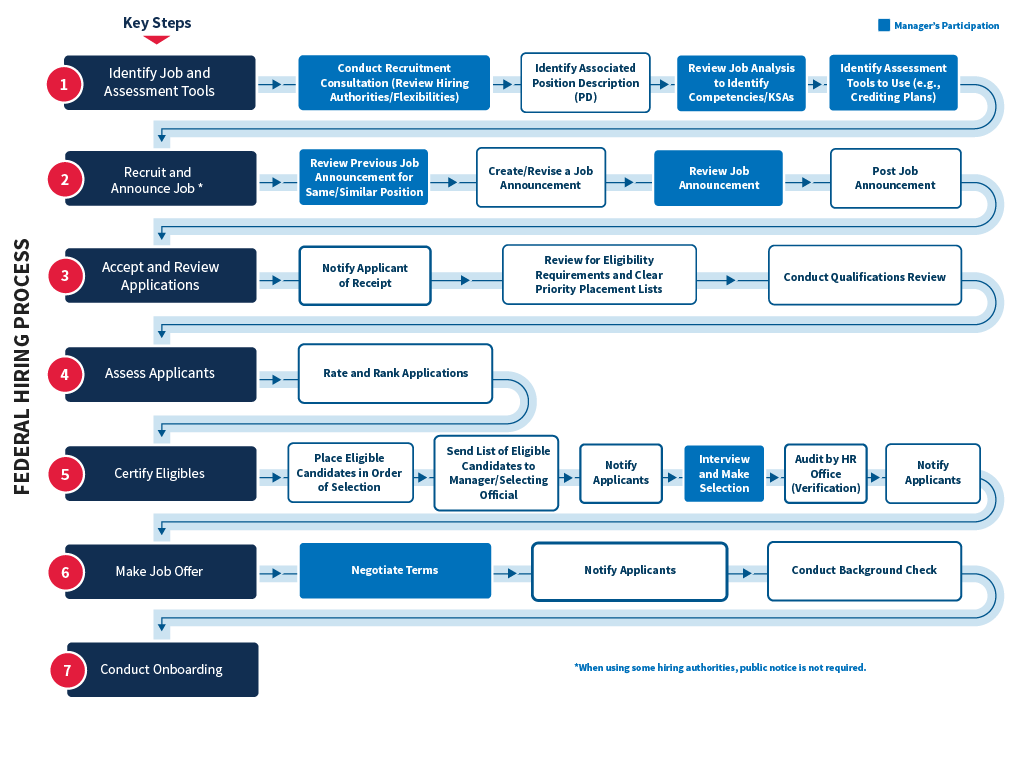 Key Steps
Manager's Participation
FEDERAL HIRING PROCESS
1
Identify Job and
Assessment Tools
Conduct Recruitment
Consultation (Review Hiring
Authorities/Flexibilities)
Identify Associated
Position Description
(PD)
Review Job Analysis
to Identify
Competencies/KSAs
Identify Assessment
Tools to Use (e.g.,
Crediting Plans)
2
Recruit and
Announce Job *
Review Previous Job
Announcement for
Same/Similar Position
Create/Revise a Job
Announcement
Review Job
Announcement
Post Job
Announcement
3
Accept and Review
Applications
Notify Applicant
of Receipt
Review for Eligibility
Requirements and Clear
Priority Placement Lists
Conduct Qualifications Review
4
Assess Applicants
Rate and Rank Applications
5
Certify Eligibles
Place Eligible
Candidates in Order
of Selection
Send List of Eligible
Candidates to
Manager/Selecting
Official
Notify
Applicants
Interview
and Make
Selection
Audit by HR
Office
(Verification)
Notify
Applicants
6
Make Job Offer
Negotiate Terms
Notify Applicants
Conduct Background Check
7
Conduct Onboarding
*When using some hiring authorities, public notice is not required.